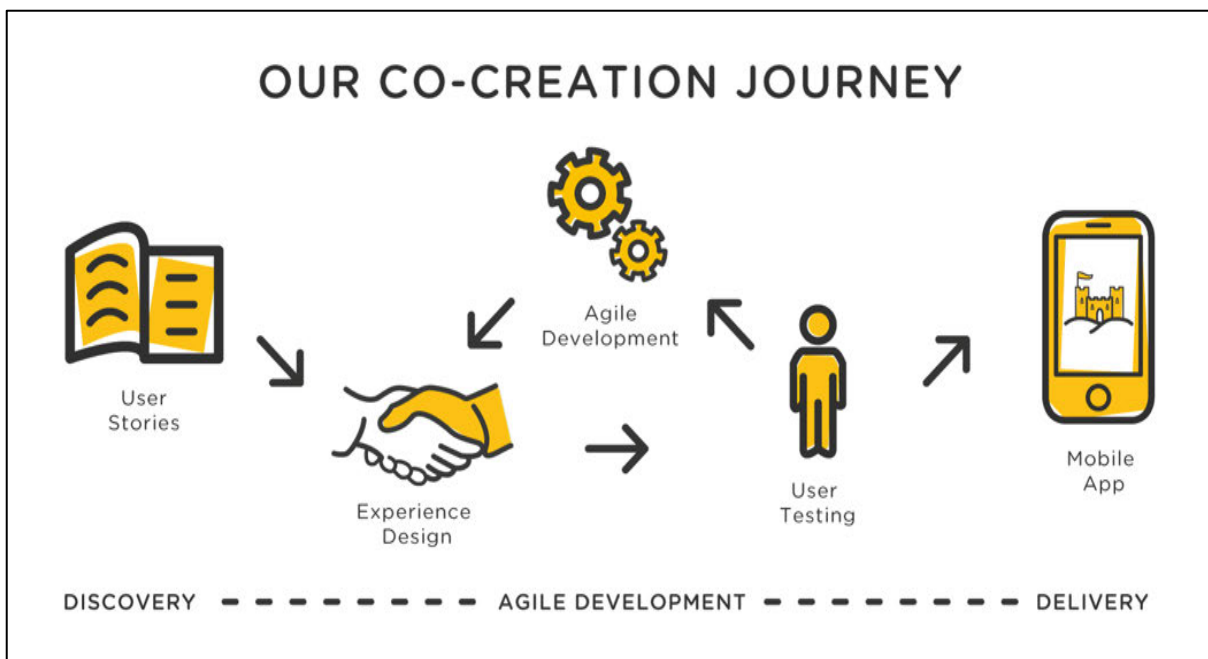 OUR CO-CREATION JOURNEY
User
Stories
Experience
Design
Agile
Development
User
Testing
Mobile
App
DISCOVERY
AGILE DEVELOPMENT
DELIVERY